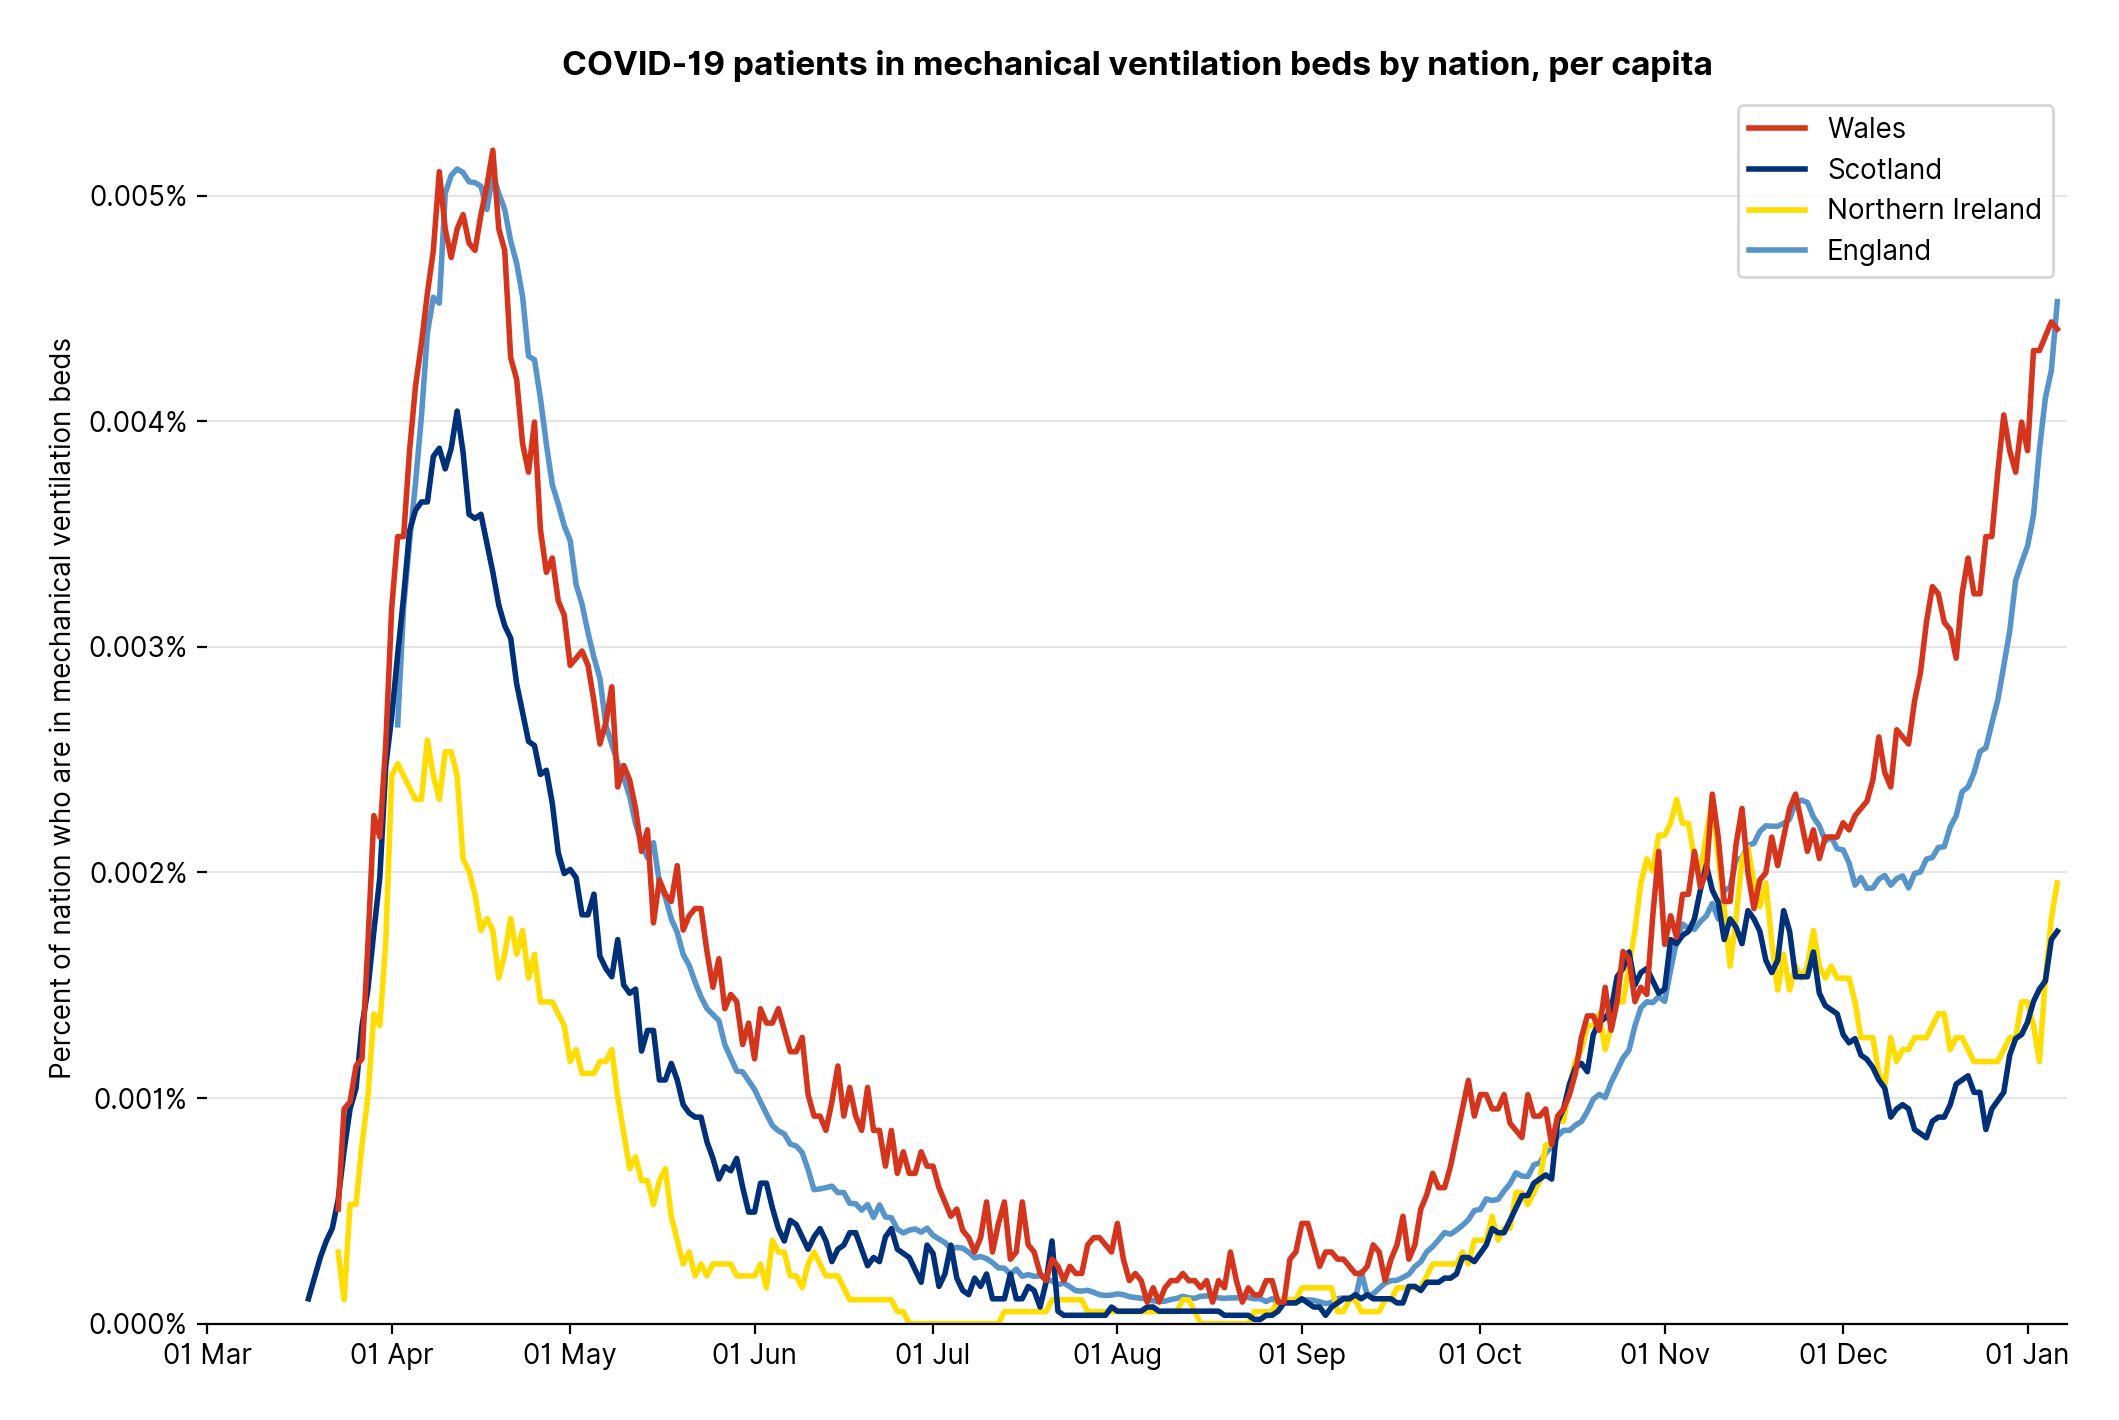 COVID-19 patients in mechanical ventilation beds by nation, per capita
Wales
Scotland
Northern Ireland
England
Percent of nation who are in mechanical ventilation beds
0.005%
0.004%
0.003%
0.002%
0.001%
0.000%
01 Mar
01 Apr
01 May
01 Jun
01 Jul
01 Aug
01 Sep
01 Oct
01 Nov
01 Dec
01 Jan